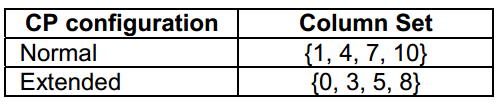 CP configuration Column Set
Normal {1, 4, 7, 10}
Extended {0, 3, 5, 8}